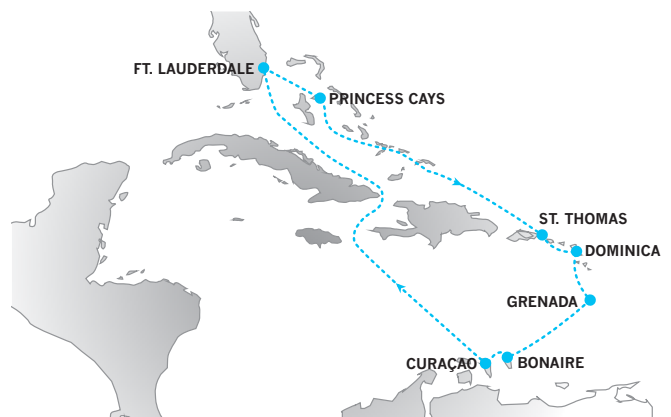 FT. LAUDERDALE
PRINCESS CAYS
ST. THOMAS
DOMINICA
GRENADA
CURAÇAO
BONAIRE